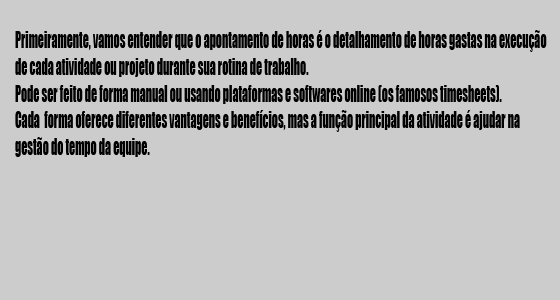 Primeiramente, vamos entender que o apontamento de horas é o detalhamento de horas gastas na execução
de cada atividade ou projeto durante sua rotina de trabalho.
Pode ser feito de forma manual ou usando plataformas e softwares online (os famosos timesheets).
Cada  forma oferece diferentes vantagens e benefícios, mas a função principal da atividade é ajudar na
gestão do tempo da equipe.